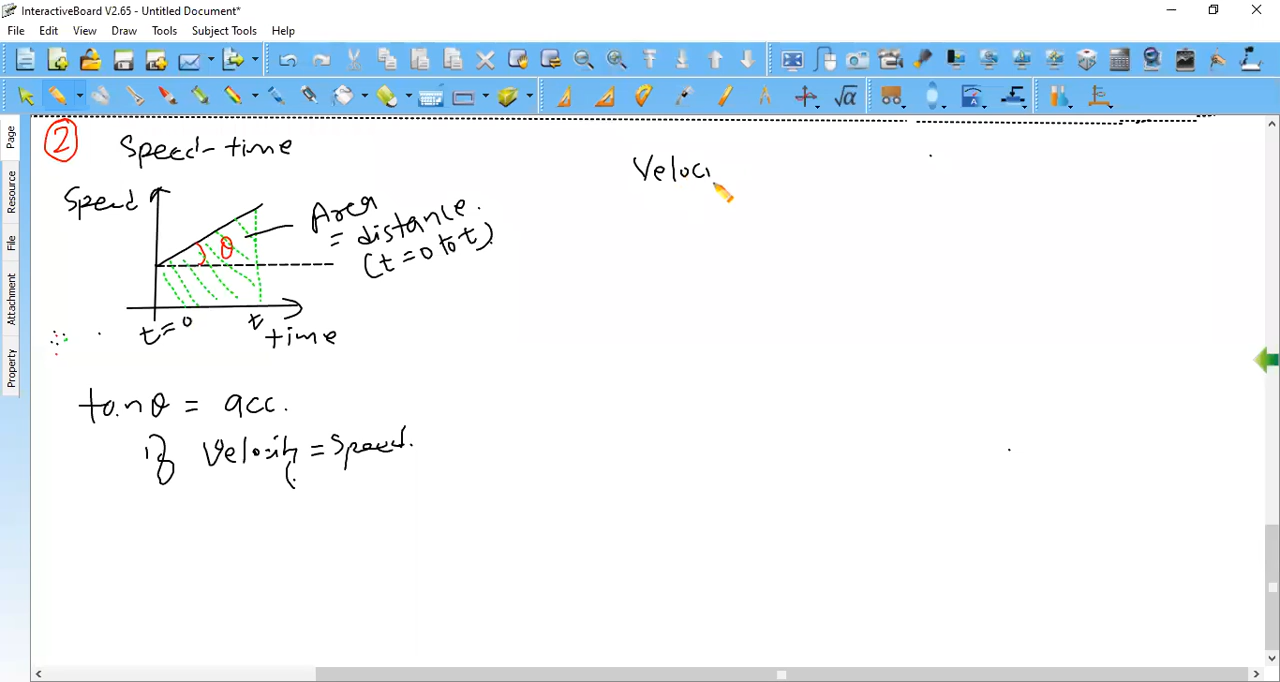 InteractiveBoard V2.65 - Untitled Document*
File Edit View Draw Tools Subject Tools Help
Page
Resource
File
Attachment
Property
2 Speed-time
Speed
θ
Area
= distance.
(t = 0 to t)
t=0 t time
tan θ = acc.
if Velocity = Speed.
Veloci